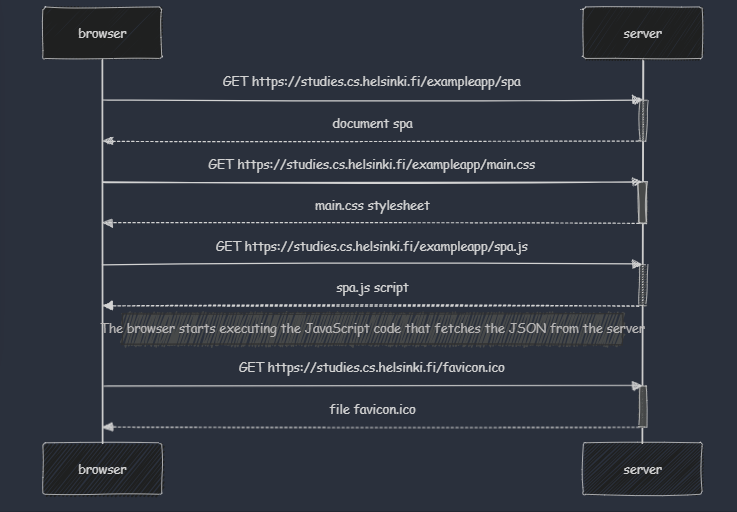 browser
server
GET https://studies.cs.helsinki.fi/exampleapp/spa
document spa
GET https://studies.cs.helsinki.fi/exampleapp/main.css
main.css stylesheet
GET https://studies.cs.helsinki.fi/exampleapp/spa.js
spa.js script
The browser starts executing the JavaScript code that fetches the JSON from the server
GET https://studies.cs.helsinki.fi/favicon.ico
file favicon.ico
browser
server